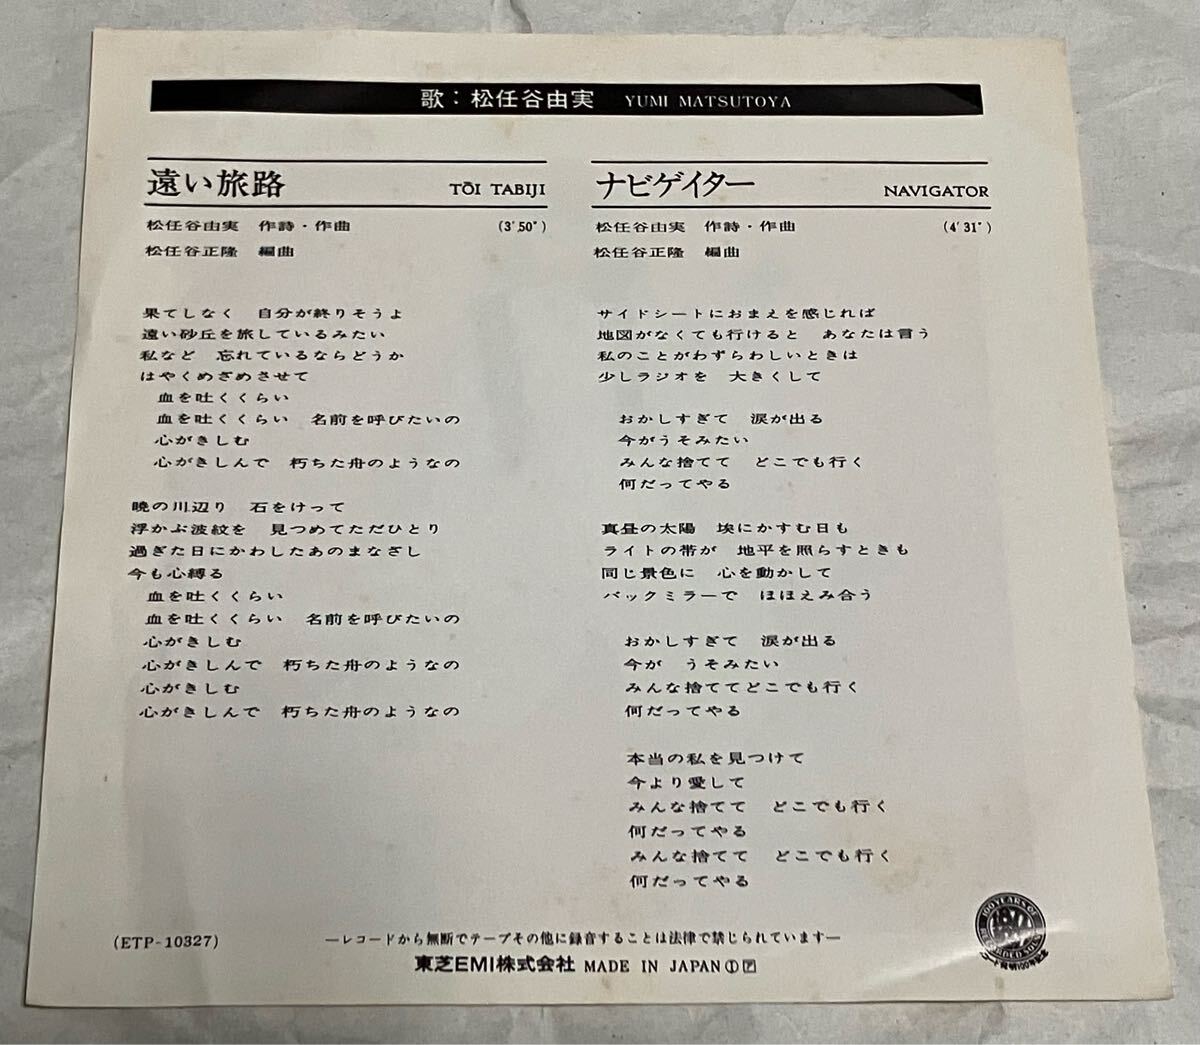 歌：松任谷由実 YUMI MATSUTOYA
遠い旅路 TŌI TABIJI
松任谷由実 作詩・作曲 (3'50")
松任谷正隆 編曲
果てしなく 自分が終りそうよ
遠い砂丘を旅しているみたい
私など 忘れているならどうか
はやくめざめさせて
血を吐くくらい
血を吐くくらい 名前を呼びたいの
心がきしむ
心がきしんで 朽ちた舟のようなの
暁の川辺り 石をけって
浮かぶ波紋を 見つめてただひとり
過ぎた日にかわしたあのまなざし
今も心縛る
血を吐くくらい
血を吐くくらい 名前を呼びたいの
心がきしむ
心がきしんで 朽ちた舟のようなの
心がきしむ
心がきしんで 朽ちた舟のようなの
ナビゲイター NAVIGATOR
松任谷由実 作詩・作曲 (4'31")
松任谷正隆 編曲
サイドシートにおまえを感じれば
地図がなくても行けると あなたは言う
私のことがわずらわしいときは
少しラジオを 大きくして
おかしすぎて 涙が出る
今がうそみたい
みんな捨てて どこでも行く
何だってやる
真昼の太陽 埃にかすむ日も
ライトの帯が 地平を照らすときも
同じ景色に 心を動かして
バックミラーで ほほえみ合う
おかしすぎて 涙が出る
今が うそみたい
みんな捨ててどこでも行く
何だってやる
本当の私を見つけて
今より愛して
みんな捨てて どこでも行く
何だってやる
みんな捨てて どこでも行く
何だってやる
(ETP-10327)
―レコードから無断でテープその他に録音することは法律で禁じられています―
東芝EMI株式会社 MADE IN JAPAN Ⓘ 🄿
100 YEARS OF